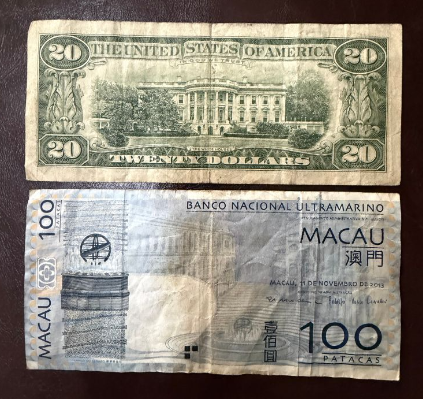 20 20
THE UNITED STATES OF AMERICA
TWENTY DOLLARS
20 20
100
PATACAS
BANCO NACIONAL ULTRAMARINO
MACAU
澳門
MACAU, 11 DE NOVEMBRO DE 2013
MACAU
壹佰圓
100
PATACAS